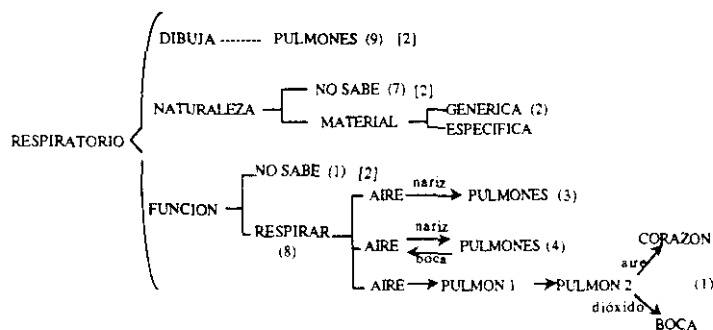 DIBUJA -------- PULMONES (9) [2]
NO SABE (7) [2]
NATURALEZA
GENERICA (2)
MATERIAL
ESPECIFICA
RESPIRATORIO
NO SABE (1) [2]
nariz
AIRE PULMONES (3)
FUNCION
RESPIRAR
(8)
nariz
AIRE PULMONES (4)
boca
CORAZON
aire
AIRE PULMON 1 PULMON 2 (1)
dióxido
BOCA